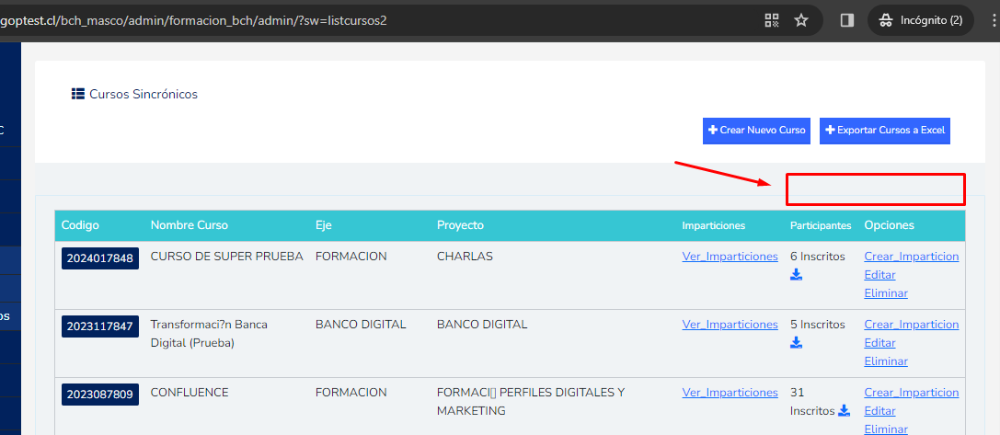 goptest.cl/bch_masco/admin/formacion_bch/admin/?sw=listcursos2
Incógnito (2)
C
os
Cursos Sincrónicos
Crear Nuevo Curso
Exportar Cursos a Excel
Codigo Nombre Curso Eje Proyecto Imparticiones Participantes Opciones
2024017848 CURSO DE SUPER PRUEBA FORMACION CHARLAS Ver_Imparticiones 6 Inscritos Crear_Imparticion
Editar
Eliminar
2023117847 Transformaci?n Banca BANCO DIGITAL BANCO DIGITAL Ver_Imparticiones 5 Inscritos Crear_Imparticion
Digital (Prueba) Editar
Eliminar
2023087809 CONFLUENCE FORMACION FORMACI▯ PERFILES DIGITALES Y Ver_Imparticiones 31 Crear_Imparticion
MARKETING Inscritos Editar
Eliminar